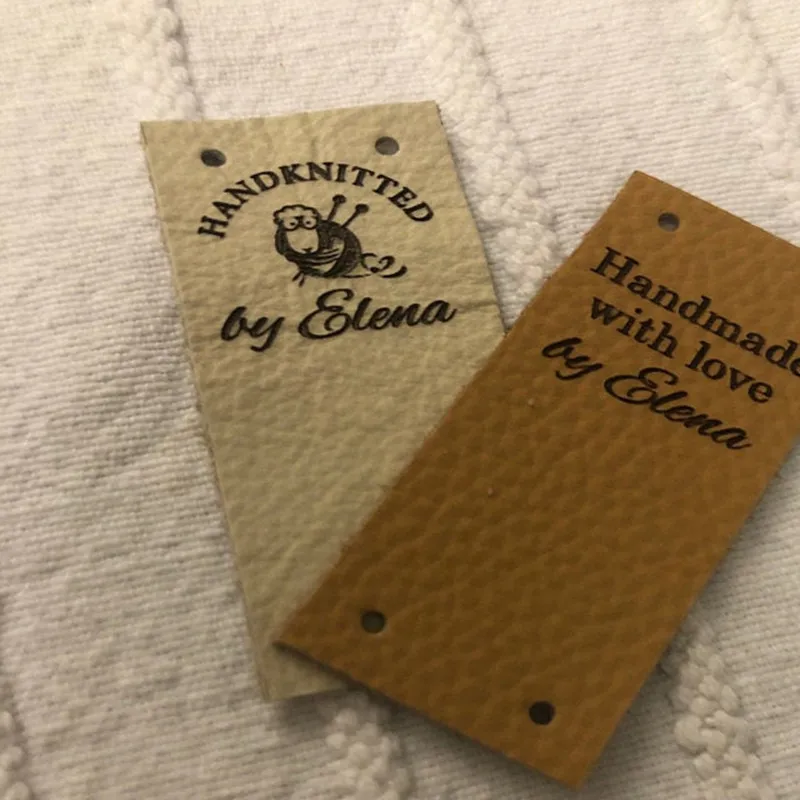 HANDKNITTED
by Elena
Handmade
with love
by Elena